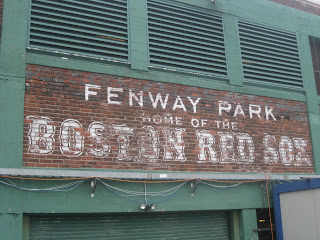 FENWAY PARK
HOME OF THE
BOSTON RED SOX